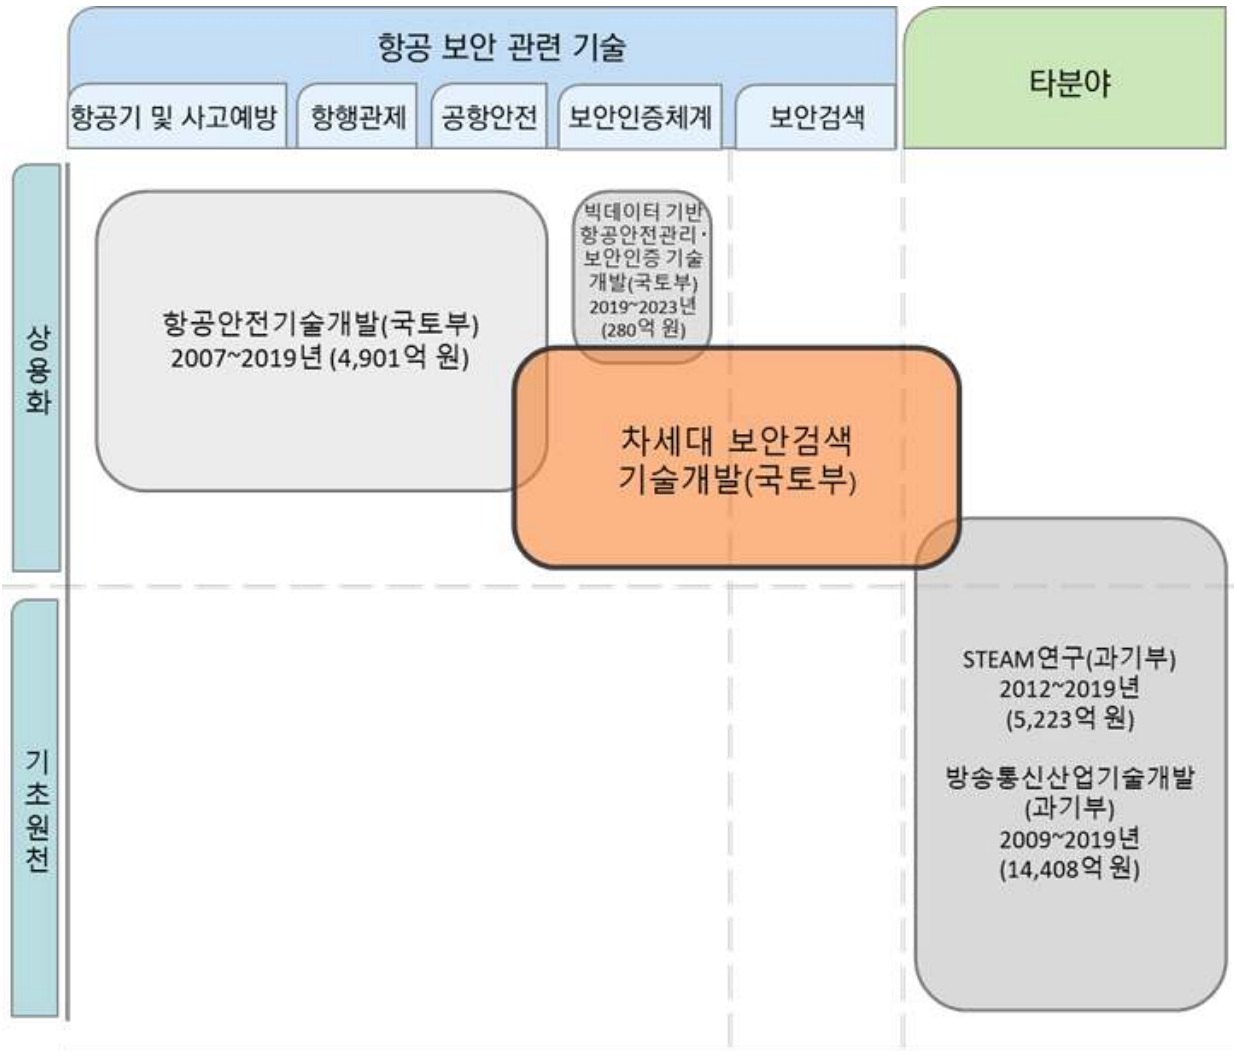 항공 보안 관련 기술
타분야
항공기 및 사고예방
항행관제
공항안전
보안인증체계
보안검색
상용화
빅데이터 기반
항공안전관리·
보안인증 기술
개발(국토부)
2019~2023년
(280억 원)
항공안전기술개발(국토부)
2007~2019년 (4,901억 원)
차세대 보안검색
기술개발(국토부)
기초원천
STEAM연구(과기부)
2012~2019년
(5,223억 원)
방송통신산업기술개발
(과기부)
2009~2019년
(14,408억 원)